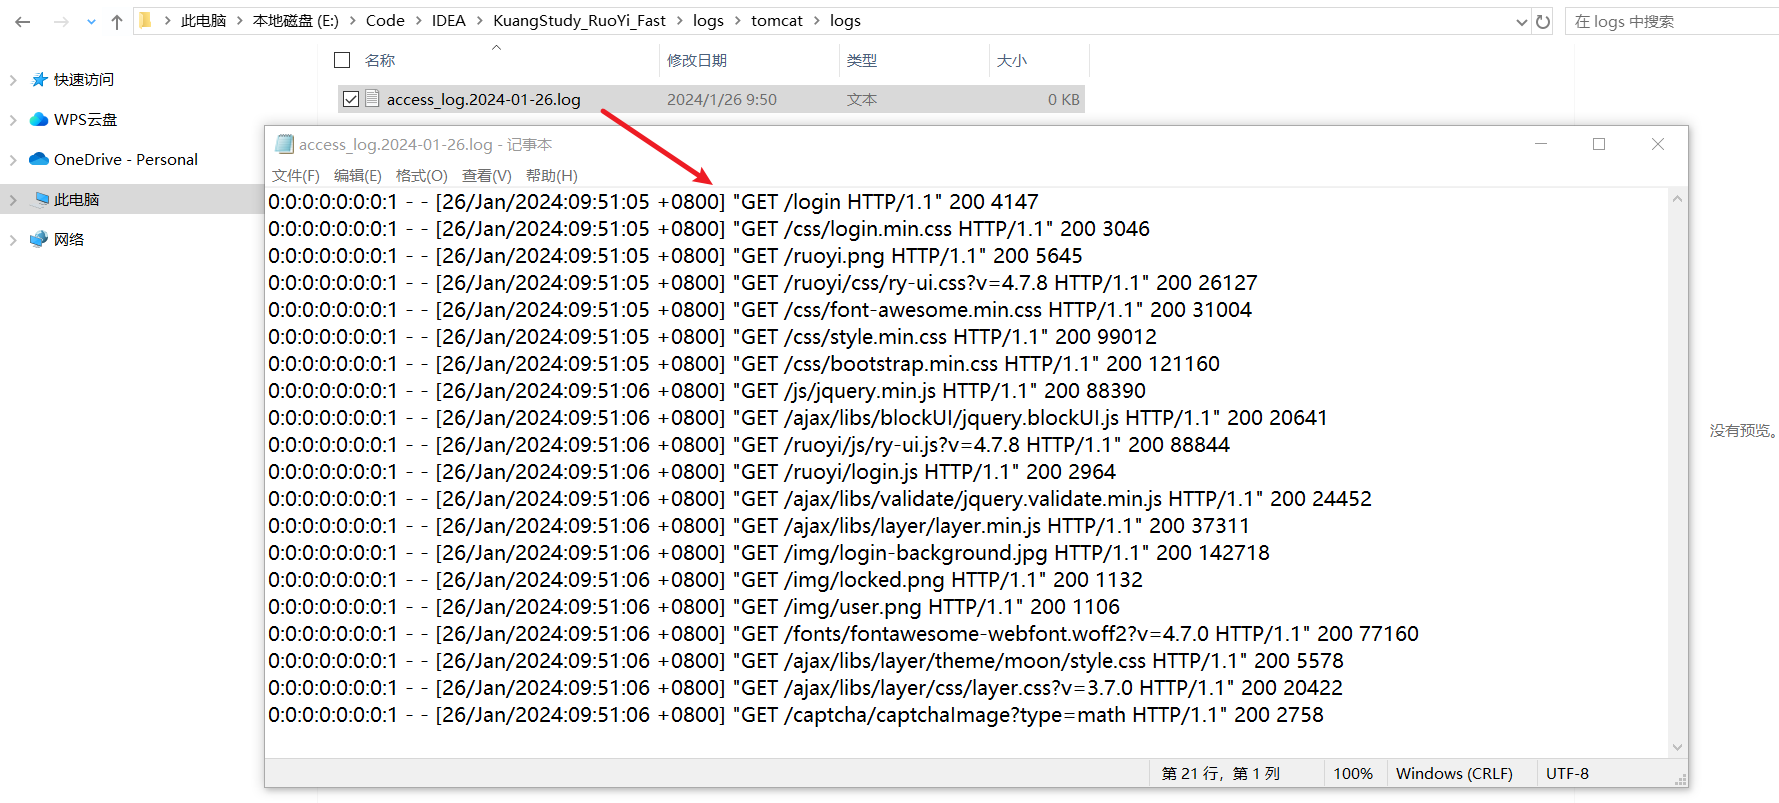 此电脑 > 本地磁盘 (E:) > Code > IDEA > KuangStudy_RuoYi_Fast > logs > tomcat > logs
在 logs 中搜索
名称 修改日期 类型 大小
快速访问
access_log.2024-01-26.log 2024/1/26 9:50 文本 0 KB
WPS云盘
OneDrive - Personal
此电脑
网络
access_log.2024-01-26.log - 记事本
文件(F) 编辑(E) 格式(O) 查看(V) 帮助(H)
0:0:0:0:0:0:0:1 - - [26/Jan/2024:09:51:05 +0800] "GET /login HTTP/1.1" 200 4147
0:0:0:0:0:0:0:1 - - [26/Jan/2024:09:51:05 +0800] "GET /css/login.min.css HTTP/1.1" 200 3046
0:0:0:0:0:0:0:1 - - [26/Jan/2024:09:51:05 +0800] "GET /ruoyi.png HTTP/1.1" 200 5645
0:0:0:0:0:0:0:1 - - [26/Jan/2024:09:51:05 +0800] "GET /ruoyi/css/ry-ui.css?v=4.7.8 HTTP/1.1" 200 26127
0:0:0:0:0:0:0:1 - - [26/Jan/2024:09:51:05 +0800] "GET /css/font-awesome.min.css HTTP/1.1" 200 31004
0:0:0:0:0:0:0:1 - - [26/Jan/2024:09:51:05 +0800] "GET /css/style.min.css HTTP/1.1" 200 99012
0:0:0:0:0:0:0:1 - - [26/Jan/2024:09:51:05 +0800] "GET /css/bootstrap.min.css HTTP/1.1" 200 121160
0:0:0:0:0:0:0:1 - - [26/Jan/2024:09:51:06 +0800] "GET /js/jquery.min.js HTTP/1.1" 200 88390
0:0:0:0:0:0:0:1 - - [26/Jan/2024:09:51:06 +0800] "GET /ajax/libs/blockUI/jquery.blockUI.js HTTP/1.1" 200 20641
0:0:0:0:0:0:0:1 - - [26/Jan/2024:09:51:06 +0800] "GET /ruoyi/js/ry-ui.js?v=4.7.8 HTTP/1.1" 200 88844
0:0:0:0:0:0:0:1 - - [26/Jan/2024:09:51:06 +0800] "GET /ruoyi/login.js HTTP/1.1" 200 2964
0:0:0:0:0:0:0:1 - - [26/Jan/2024:09:51:06 +0800] "GET /ajax/libs/validate/jquery.validate.min.js HTTP/1.1" 200 24452
0:0:0:0:0:0:0:1 - - [26/Jan/2024:09:51:06 +0800] "GET /ajax/libs/layer/layer.min.js HTTP/1.1" 200 37311
0:0:0:0:0:0:0:1 - - [26/Jan/2024:09:51:06 +0800] "GET /img/login-background.jpg HTTP/1.1" 200 142718
0:0:0:0:0:0:0:1 - - [26/Jan/2024:09:51:06 +0800] "GET /img/locked.png HTTP/1.1" 200 1132
0:0:0:0:0:0:0:1 - - [26/Jan/2024:09:51:06 +0800] "GET /img/user.png HTTP/1.1" 200 1106
0:0:0:0:0:0:0:1 - - [26/Jan/2024:09:51:06 +0800] "GET /fonts/fontawesome-webfont.woff2?v=4.7.0 HTTP/1.1" 200 77160
0:0:0:0:0:0:0:1 - - [26/Jan/2024:09:51:06 +0800] "GET /ajax/libs/layer/theme/moon/style.css HTTP/1.1" 200 5578
0:0:0:0:0:0:0:1 - - [26/Jan/2024:09:51:06 +0800] "GET /ajax/libs/layer/css/layer.css?v=3.7.0 HTTP/1.1" 200 20422
0:0:0:0:0:0:0:1 - - [26/Jan/2024:09:51:06 +0800] "GET /captcha/captchaImage?type=math HTTP/1.1" 200 2758
没有预览。
第 21 行，第 1 列 100% Windows (CRLF) UTF-8